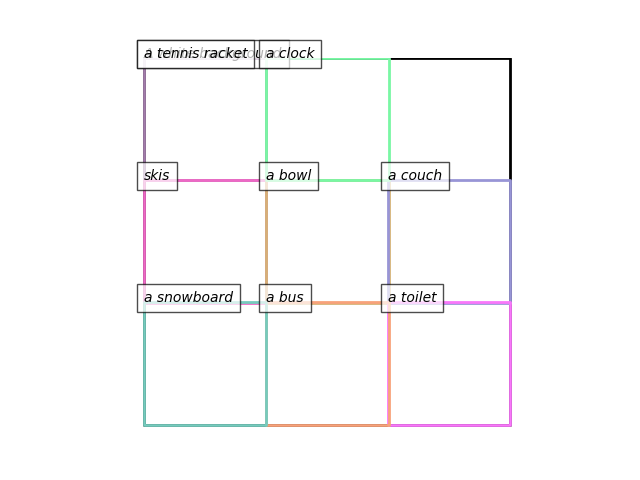 a tennis racket
a clock
skis
a bowl
a couch
a snowboard
a bus
a toilet